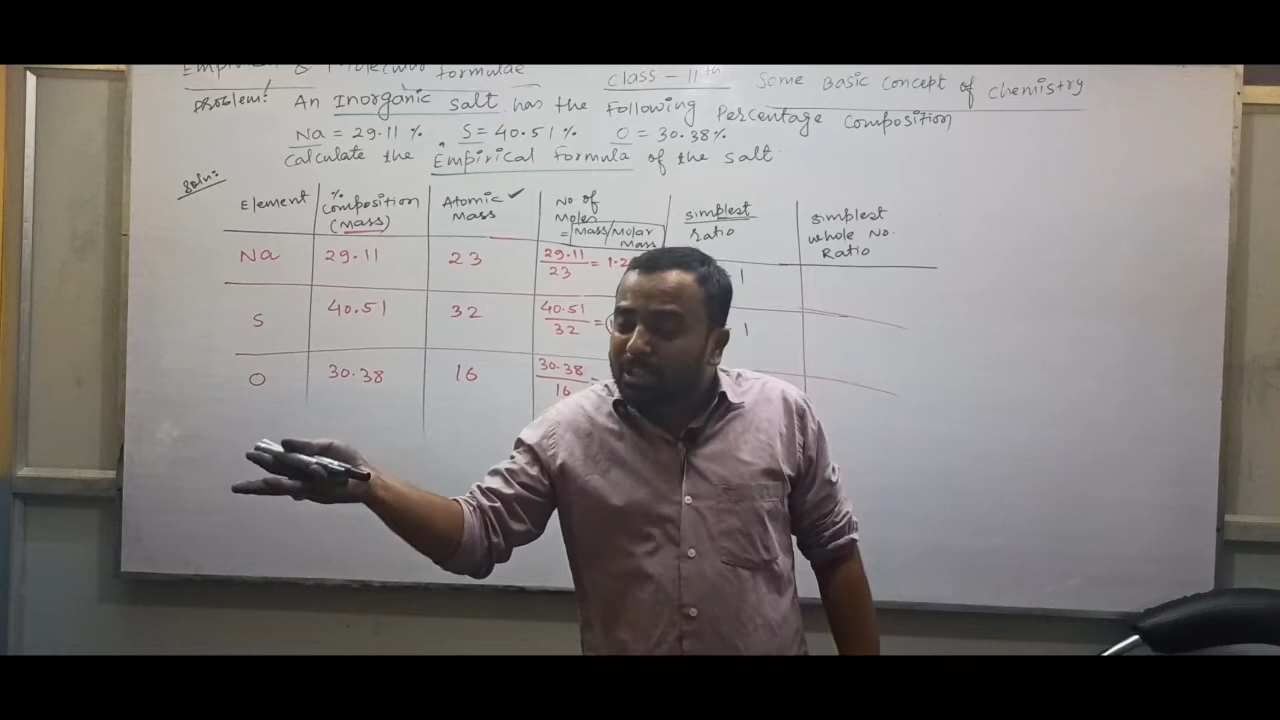 Empirical & Molecular formulae
class - 11th Some Basic Concept of chemistry
Problem: An Inorganic salt has the Following Percentage composition
Na = 29.11 %, S = 40.51 % O = 30.38%
calculate the Empirical formula of the salt.
Soln:
Element
% composition (Mass)
Atomic ✓ Mass
No. of Moles = Mass/Molar Mass
simplest ratio
simplest whole No. Ratio
Na 29.11 23 29.11/23 = 1.2 1
S 40.51 32 40.51/32 = 1
O 30.38 16 30.38/16